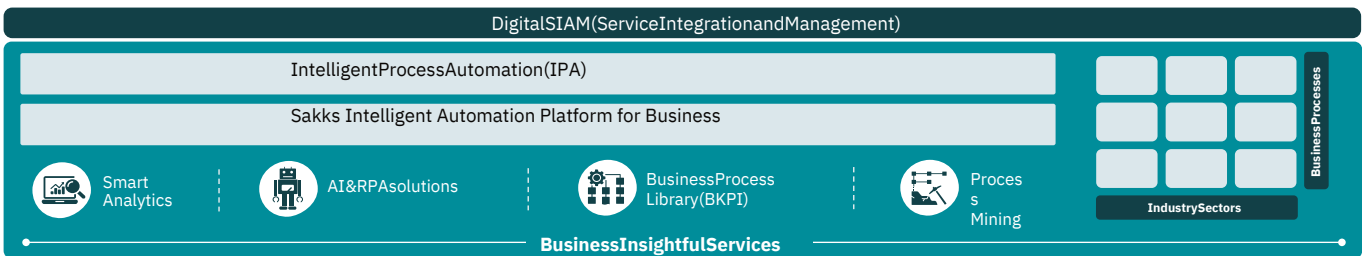 DigitalSIAM(ServiceIntegrationandManagement)
IntelligentProcessAutomation(IPA)
Sakks Intelligent Automation Platform for Business
Smart
Analytics
AI&RPAsolutions
BusinessProcess
Library(BKPI)
Proces
s
Mining
BusinessProcesses
IndustrySectors
BusinessInsightfulServices